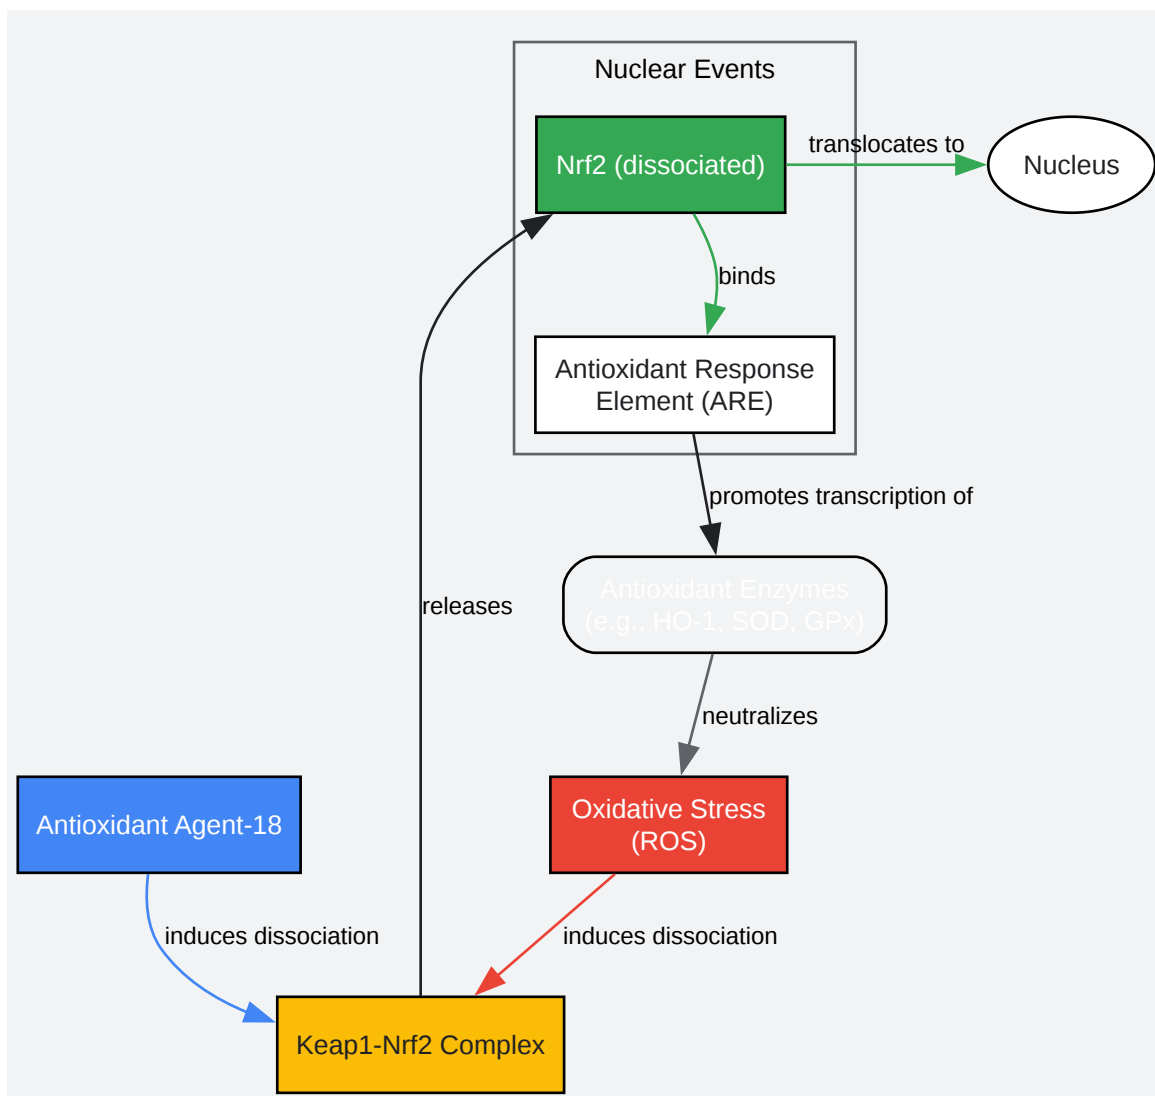 Nuclear Events
Nrf2 (dissociated)
translocates to
Nucleus
binds
Antioxidant Response
Element (ARE)
promotes transcription of
Antioxidant Enzymes
(e.g., HO-1, SOD, GPx)
releases
neutralizes
Antioxidant Agent-18
Oxidative Stress
(ROS)
induces dissociation
induces dissociation
Keap1-Nrf2 Complex